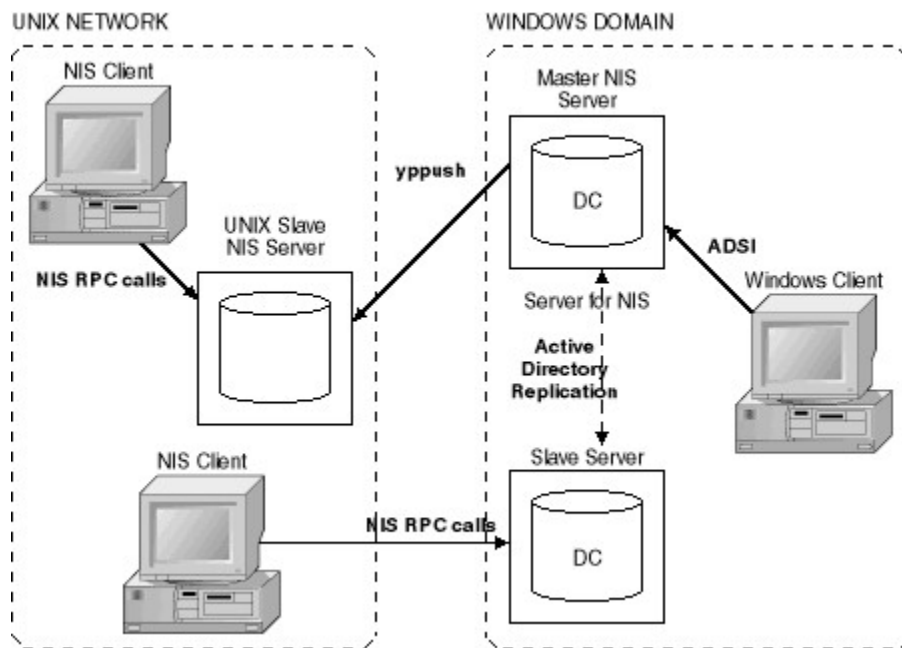 UNIX NETWORK
WINDOWS DOMAIN
NIS Client
Master NIS
Server
yppush
DC
UNIX Slave
NIS Server
ADSI
NIS RPC calls
Windows Client
Server for NIS
Active
Directory
Replication
NIS Client
Slave Server
NIS RPC calls
DC